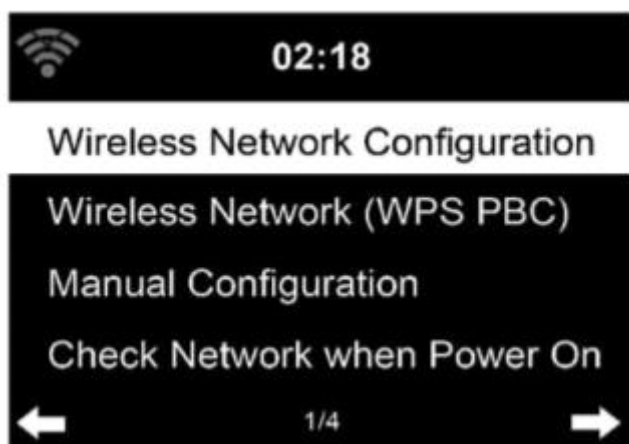 02:18
Wireless Network Configuration
Wireless Network (WPS PBC)
Manual Configuration
Check Network when Power On
1/4